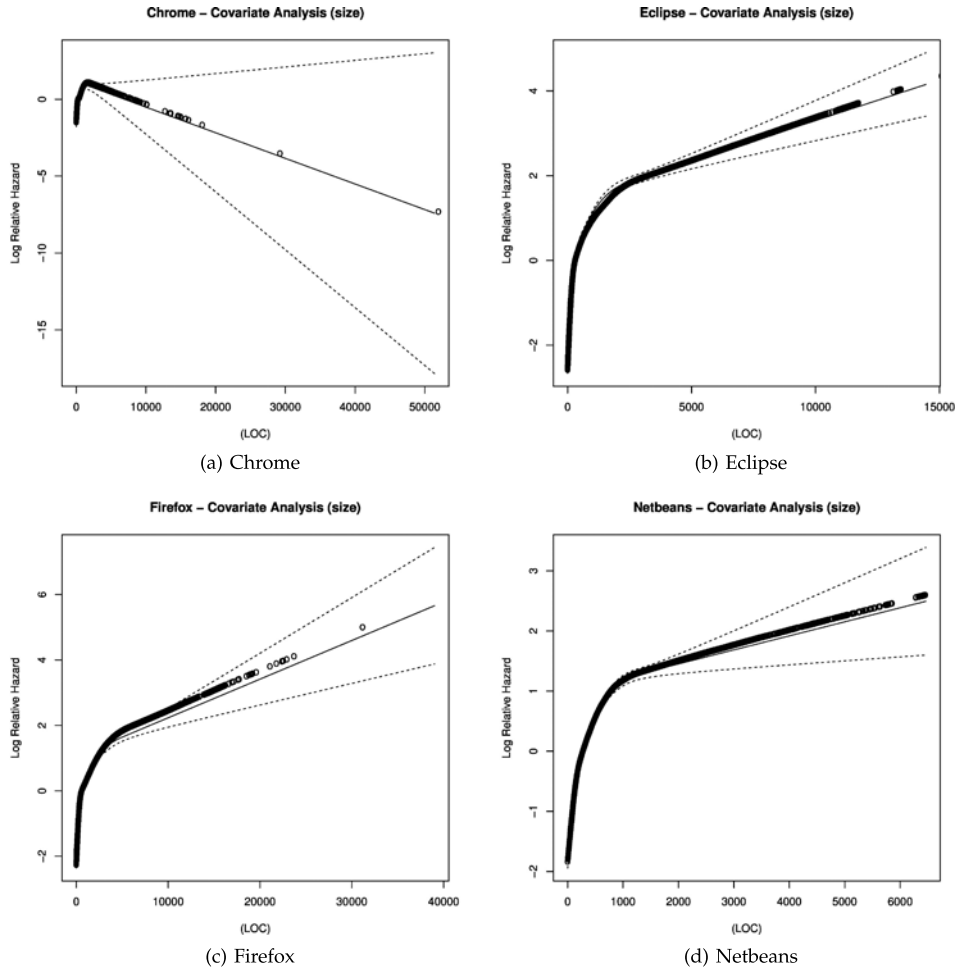 Chrome – Covariate Analysis (size)
Log Relative Hazard
0
−5
−10
−15
0 10000 20000 30000 40000 50000
(LOC)
(a) Chrome
Eclipse – Covariate Analysis (size)
Log Relative Hazard
4
2
0
−2
0 5000 10000 15000
(LOC)
(b) Eclipse
Firefox – Covariate Analysis (size)
Log Relative Hazard
6
4
2
0
−2
0 10000 20000 30000 40000
(LOC)
(c) Firefox
Netbeans – Covariate Analysis (size)
Log Relative Hazard
3
2
1
0
−1
−2
0 1000 2000 3000 4000 5000 6000
(LOC)
(d) Netbeans